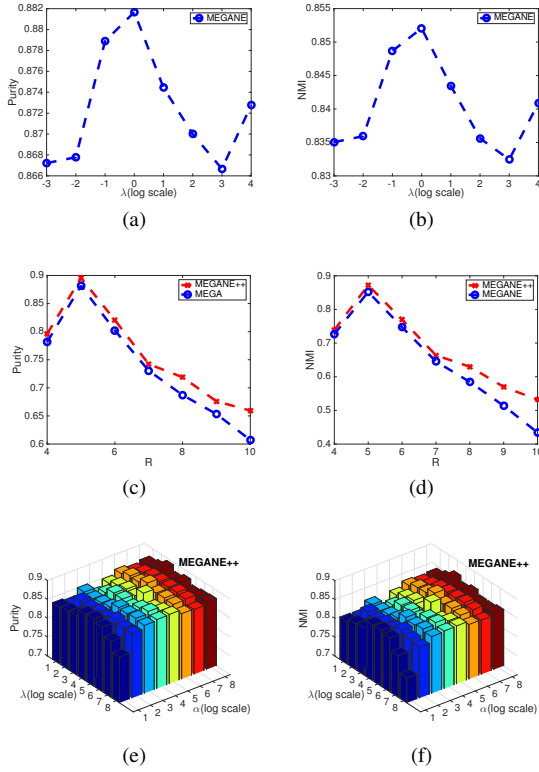 MEGANE
0.882
0.88
0.878
0.876
0.874
0.872
0.87
0.868
0.866
Purity
-3 -2 -1 0 1 2 3 4
λ(log scale)
(a)
MEGANE
0.855
0.85
0.845
0.84
0.835
0.83
NMI
-3 -2 -1 0 1 2 3 4
λ(log scale)
(b)
MEGANE++
MEGA
0.9
0.85
0.8
0.75
0.7
0.65
0.6
Purity
4 5 6 7 8 9 10
R
(c)
MEGANE++
MEGANE
0.9
0.8
0.7
0.6
0.5
0.4
NMI
4 5 6 7 8 9 10
R
(d)
MEGANE++
0.9
0.85
0.8
0.75
0.7
Purity
1 2 3 4 5 6 7 8
λ(log scale)
1 2 3 4 5 6 7 8
α(log scale)
(e)
MEGANE++
0.9
0.85
0.8
0.75
0.7
NMI
1 2 3 4 5 6 7 8
λ(log scale)
1 2 3 4 5 6 7 8
α(log scale)
(f)